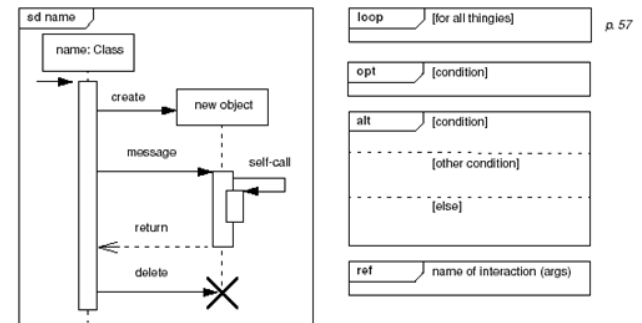 sd name
name: Class
create
new object
message
self-call
return
delete
loop
[for all thingies]
p. 57
opt
[condition]
alt
[condition]
[other condition]
[else]
ref
name of interaction (args)